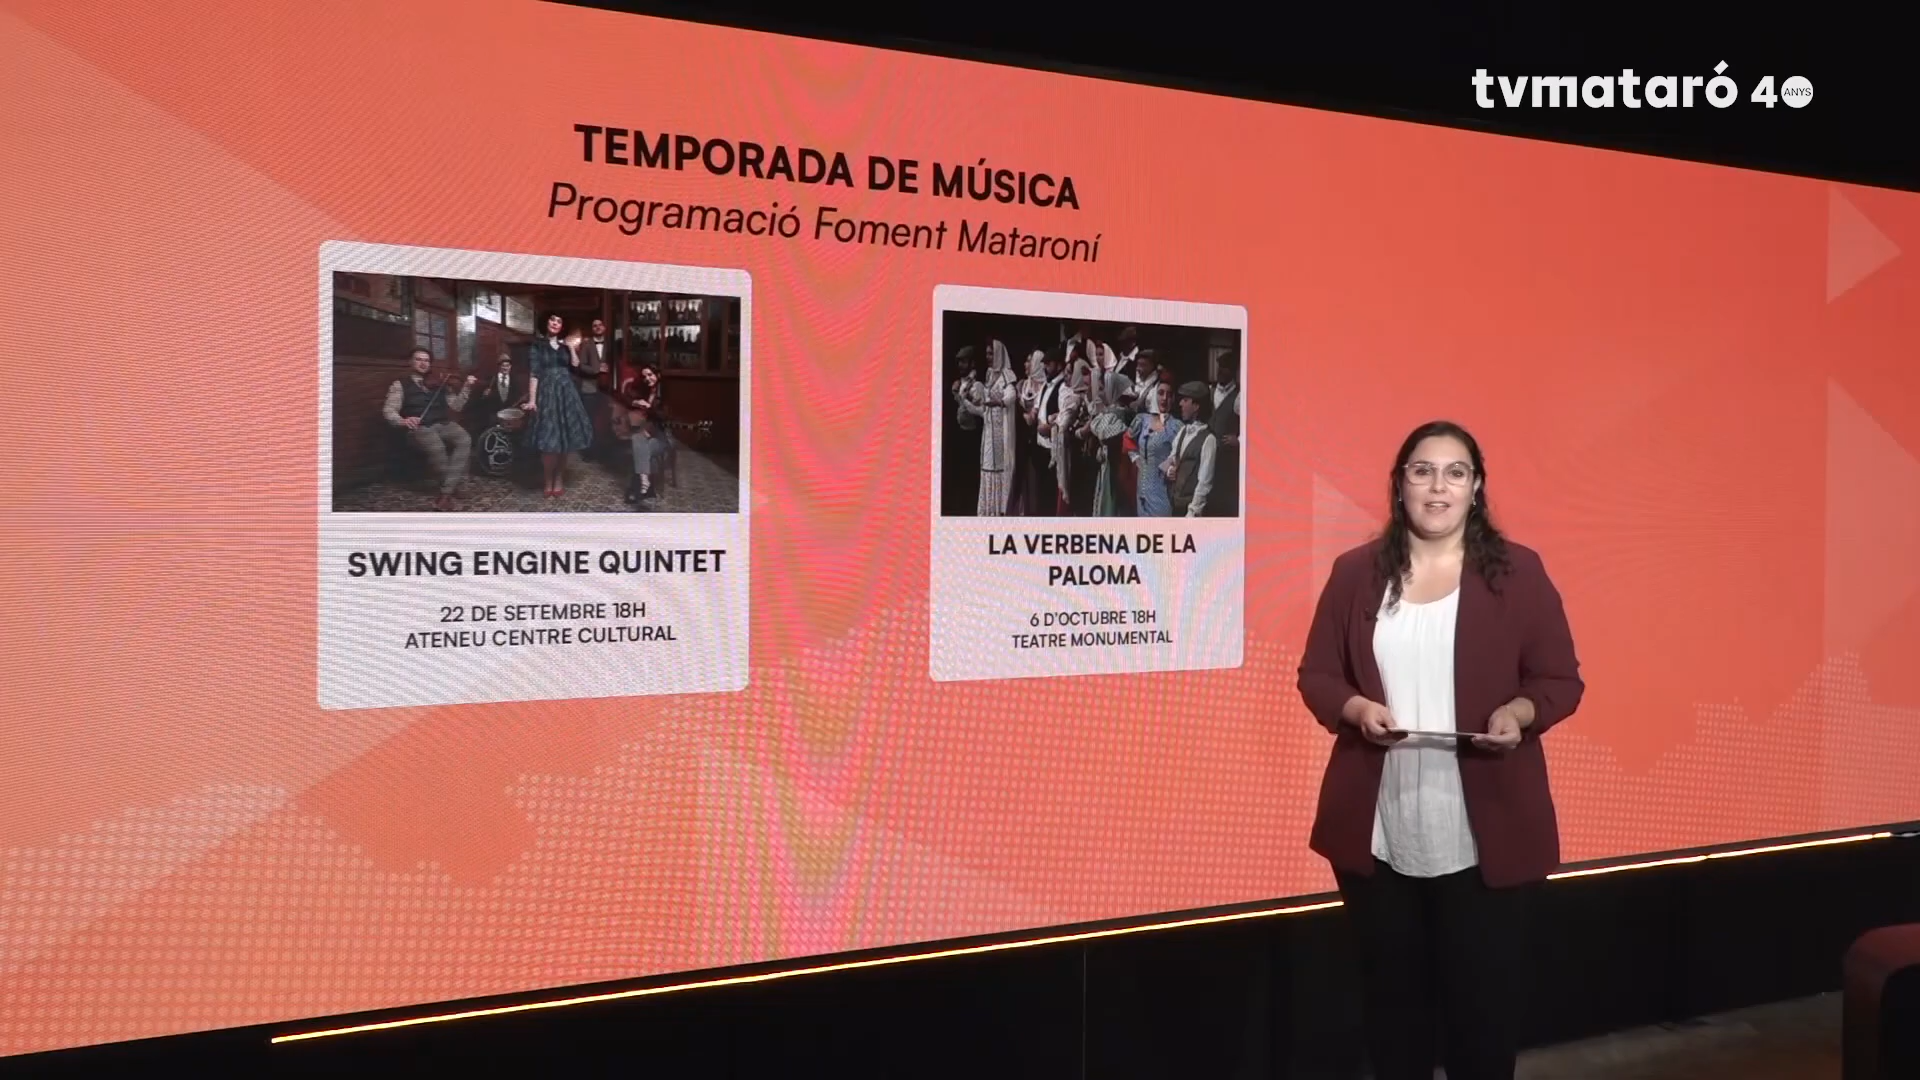 tvmataró 40 ANYS
TEMPORADA DE MÚSICA
Programació Foment Mataroní
SWING ENGINE QUINTET
22 DE SETEMBRE 18H
ATENEU CENTRE CULTURAL
LA VERBENA DE LA
PALOMA
6 D'OCTUBRE 18H
TEATRE MONUMENTAL